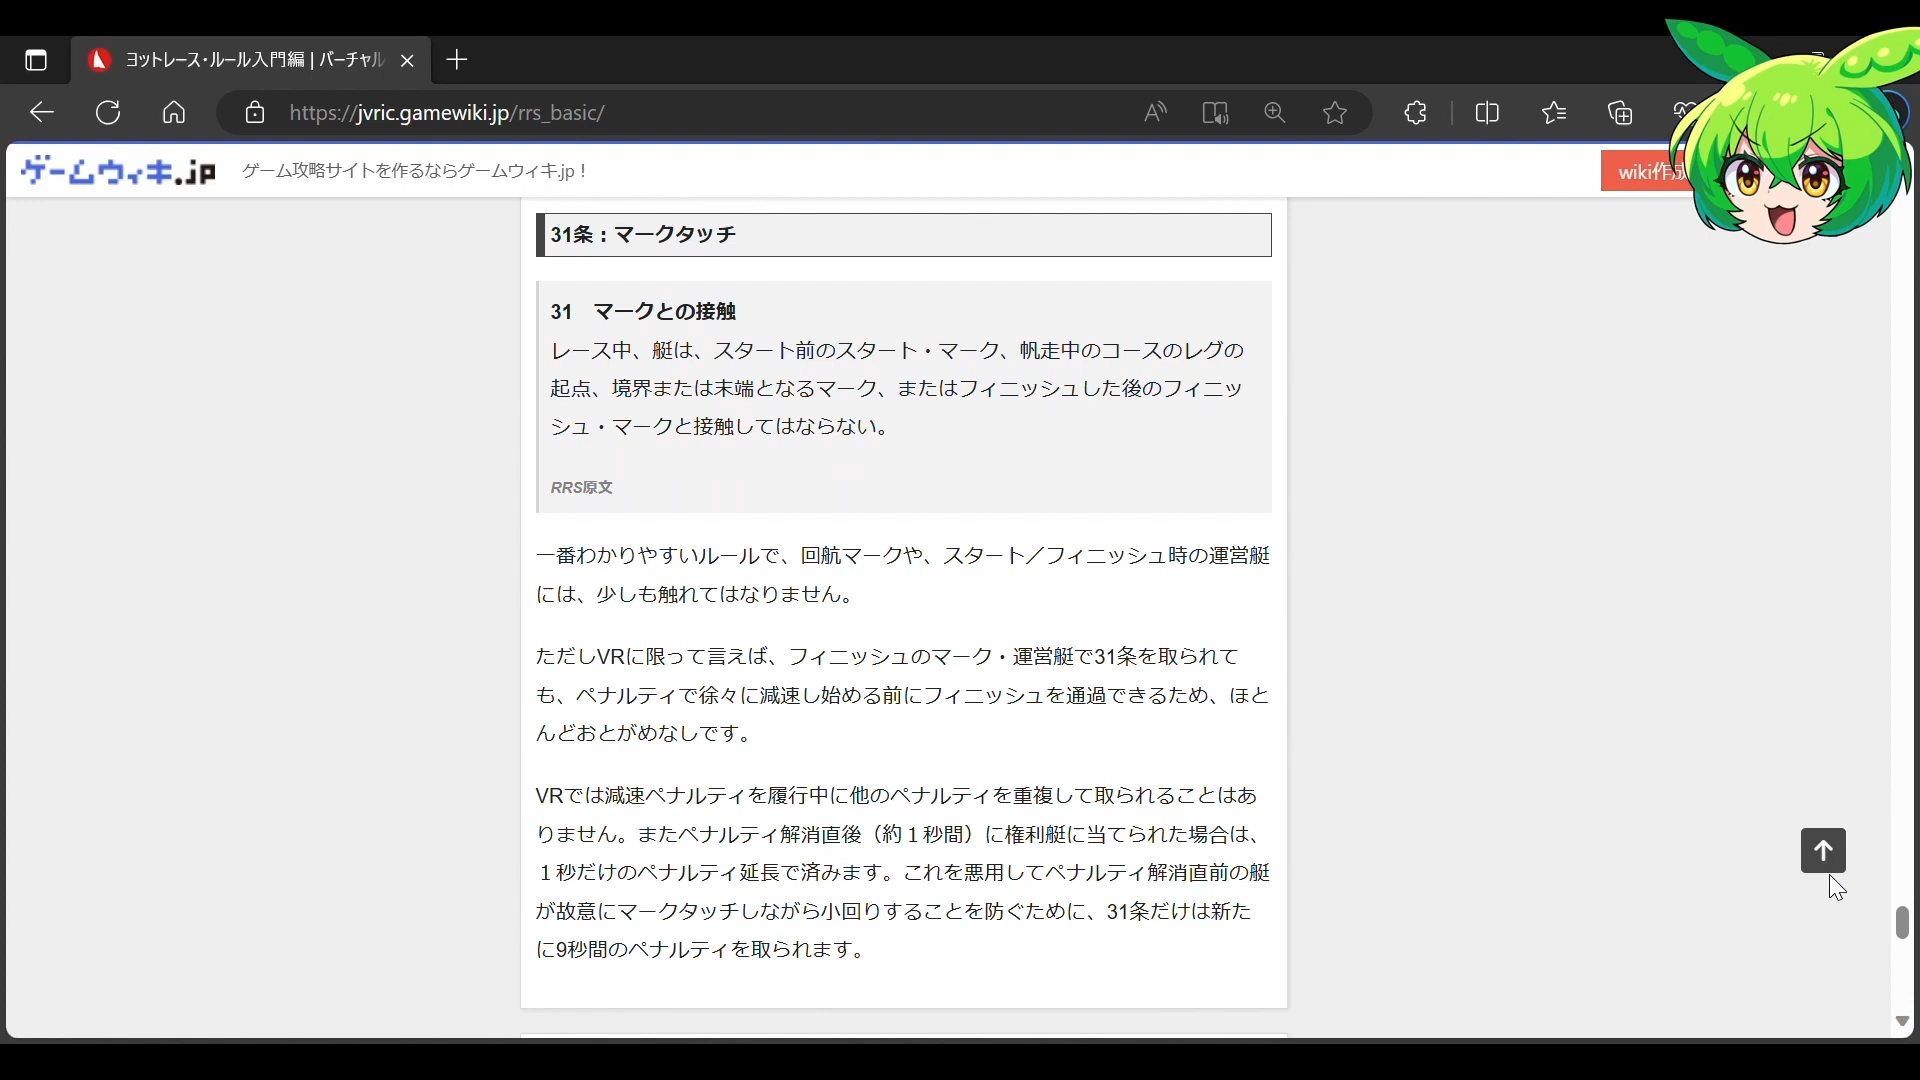 ヨットレース・ルール入門編 | バーチャル
https://jvric.gamewiki.jp/rrs_basic/
ゲームウィキ.jp
ゲーム攻略サイトを作るならゲームウィキ.jp！
wiki作成
31条：マークタッチ
31　マークとの接触
レース中、艇は、スタート前のスタート・マーク、帆走中のコースのレグの
起点、境界または末端となるマーク、またはフィニッシュした後のフィニッ
シュ・マークと接触してはならない。
RRS原文
一番わかりやすいルールで、回航マークや、スタート／フィニッシュ時の運営艇
には、少しも触れてはなりません。
ただしVRに限って言えば、フィニッシュのマーク・運営艇で31条を取られて
も、ペナルティで徐々に減速し始める前にフィニッシュを通過できるため、ほと
んどおとがめなしです。
VRでは減速ペナルティを履行中に他のペナルティを重複して取られることはあ
りません。またペナルティ解消直後（約１秒間）に権利艇に当てられた場合は、
１秒だけのペナルティ延長で済みます。これを悪用してペナルティ解消直前の艇
が故意にマークタッチしながら小回りすることを防ぐために、31条だけは新た
に9秒間のペナルティを取られます。